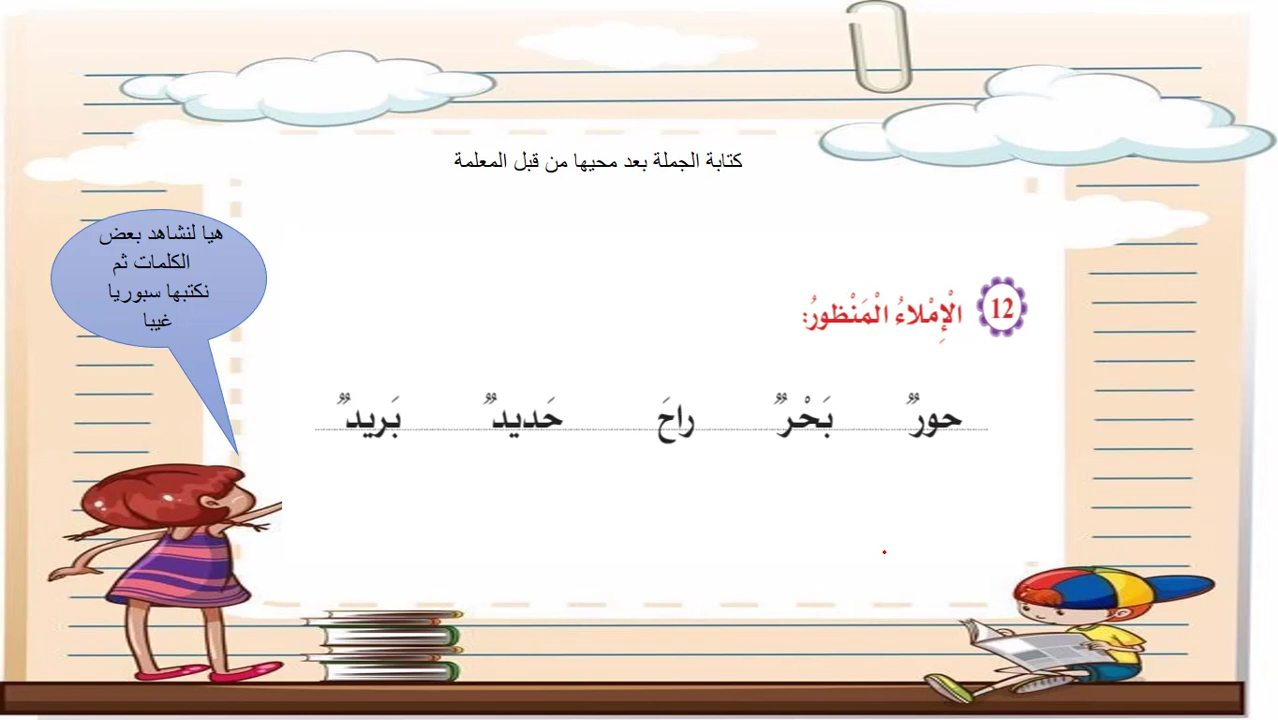 كتابة الجملة بعد محيها من قبل المعلمة
هيا لنشاهد بعض
الكلمات ثم
نكتبها سبوريا
غيبا
12 الْإِمْلاءُ الْمَنْظورُ:
حورٌ بَحْرٌ راحَ حَديدٌ بَريدٌ